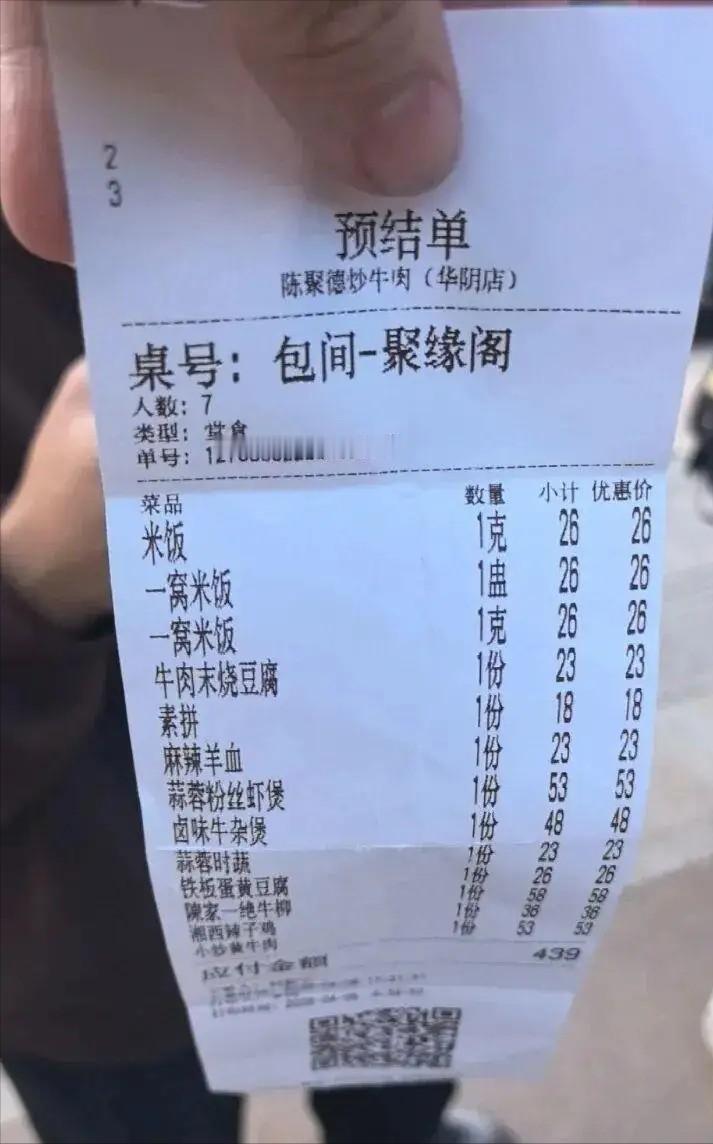 2
3
预结单
陈聚德炒牛肉（华阴店）
桌号：包间-聚缘阁
人数：7
类型：堂食
单号：
菜品 数量 小计 优惠价
米饭 1克 26 26
一窝米饭 1盅 26 26
一窝米饭 1克 26 26
牛肉末烧豆腐 1份 23 23
素拼 1份 18 18
麻辣羊血 1份 23 23
蒜蓉粉丝虾煲 1份 53 53
卤味牛杂煲 1份 48 48
蒜蓉时蔬 1份 23 23
铁板蛋黄豆腐 1份 26 26
陳家一绝牛柳 1份 58 58
湘西辣子鸡 1份 36 36
小炒黄牛肉 1份 53 53
应付金额 439